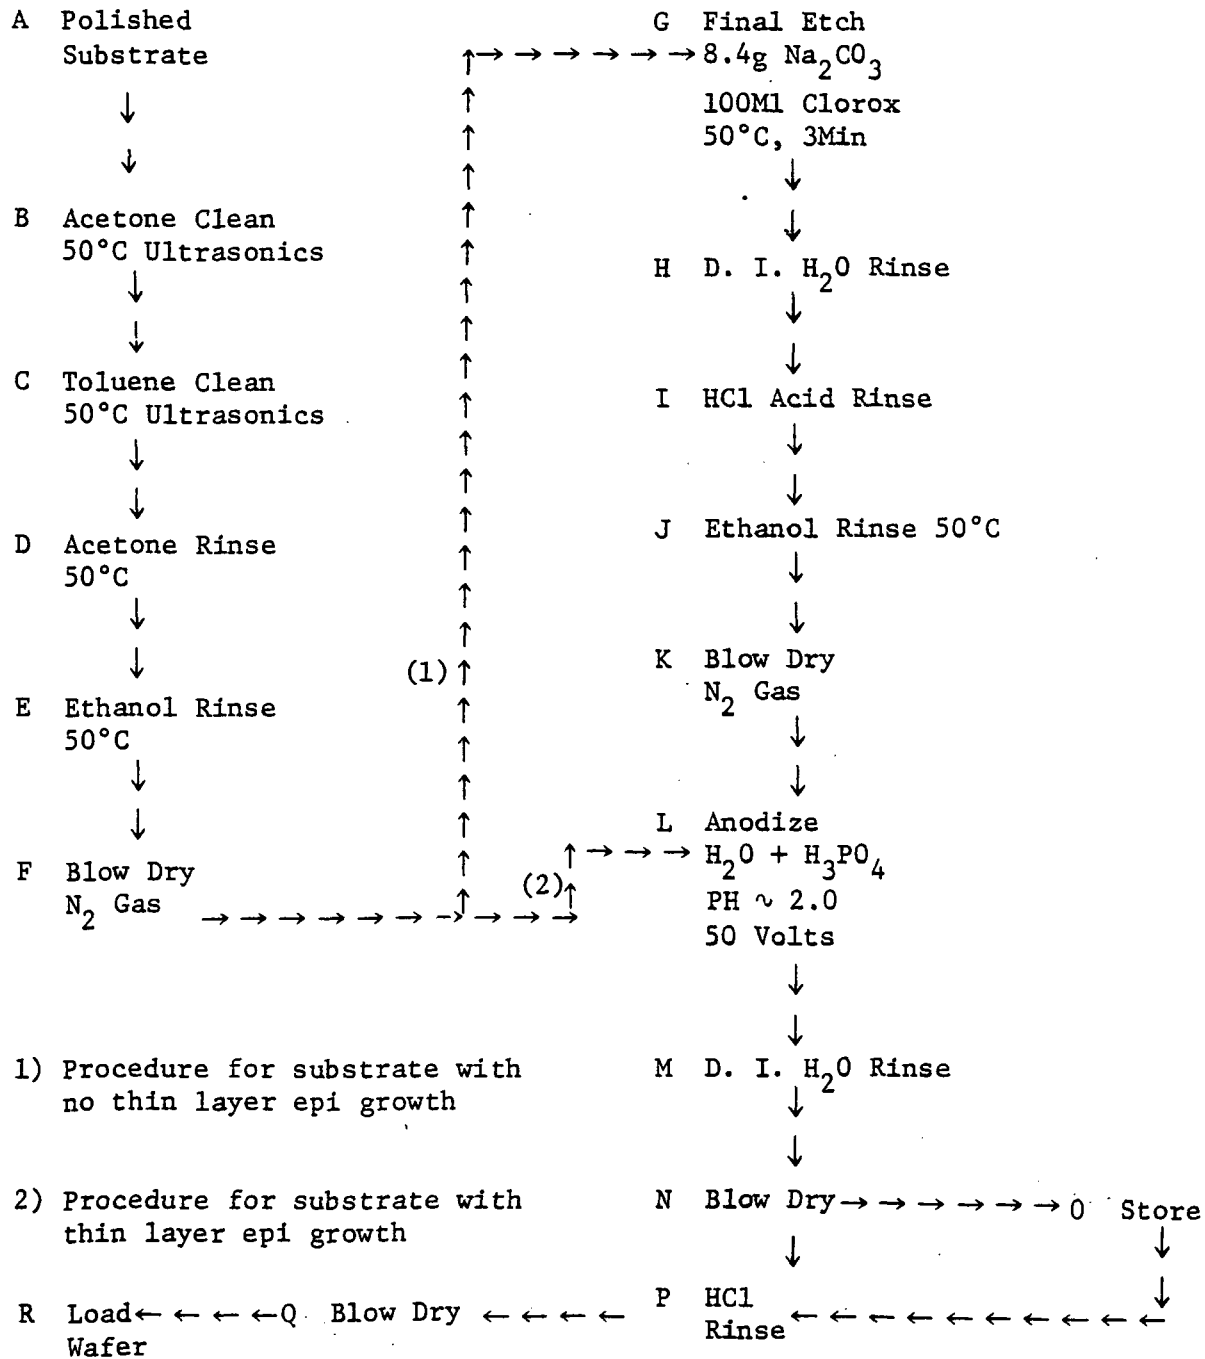 A Polished
Substrate
B Acetone Clean
50°C Ultrasonics
C Toluene Clean
50°C Ultrasonics
D Acetone Rinse
50°C
E Ethanol Rinse
50°C
F Blow Dry
N2 Gas
(1)
(2)
G Final Etch
8.4g Na2CO3
100Ml Clorox
50°C, 3Min
H D. I. H2O Rinse
I HCl Acid Rinse
J Ethanol Rinse 50°C
K Blow Dry
N2 Gas
L Anodize
H2O + H3PO4
PH ~ 2.0
50 Volts
M D. I. H2O Rinse
N Blow Dry
O Store
P HCl
Rinse
Q Blow Dry
R Load
Wafer
1) Procedure for substrate with
no thin layer epi growth
2) Procedure for substrate with
thin layer epi growth